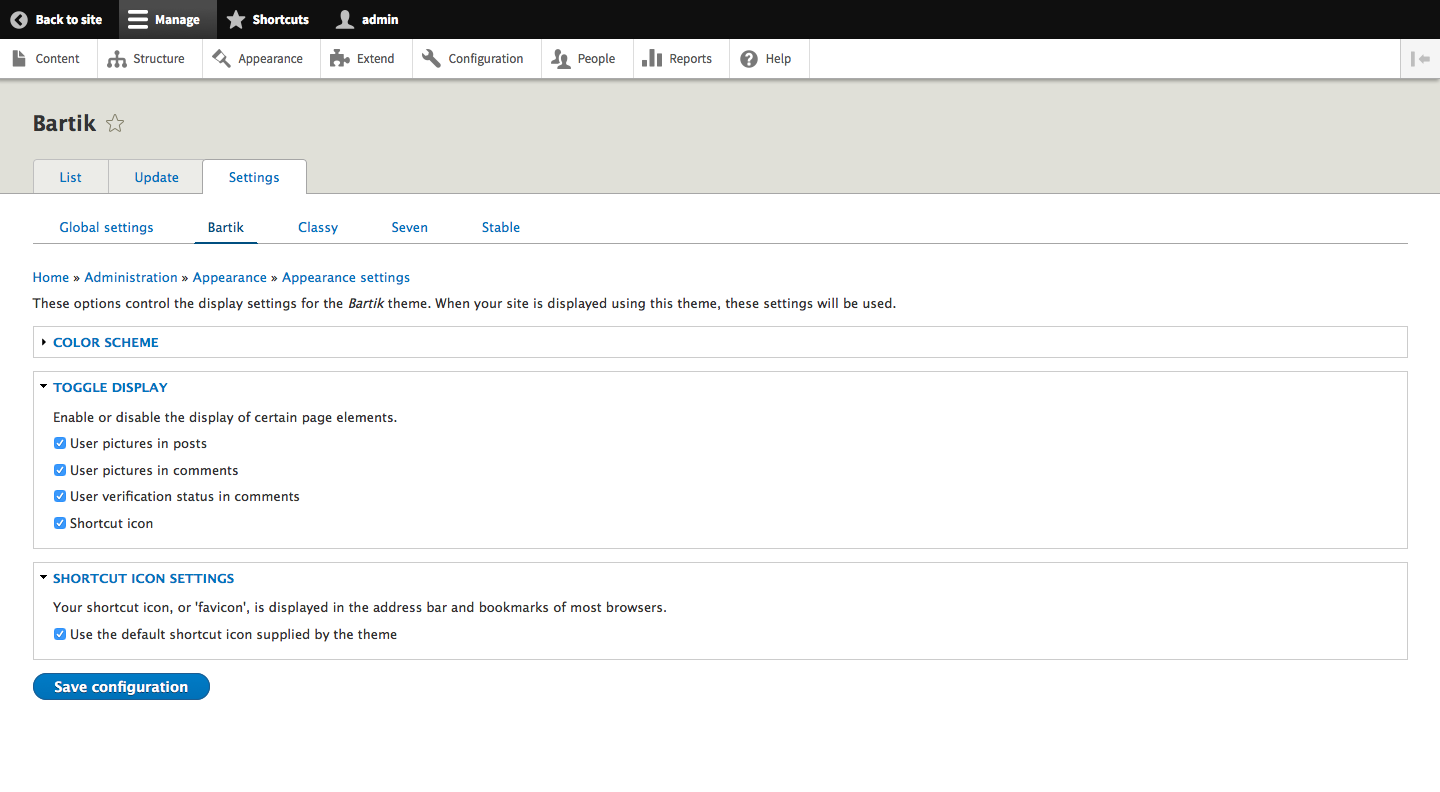 Back to site Manage Shortcuts admin
Content Structure Appearance Extend Configuration People Reports Help
Bartik
List Update Settings
Global settings Bartik Classy Seven Stable
Home » Administration » Appearance » Appearance settings
These options control the display settings for the Bartik theme. When your site is displayed using this theme, these settings will be used.
COLOR SCHEME
TOGGLE DISPLAY
Enable or disable the display of certain page elements.
User pictures in posts
User pictures in comments
User verification status in comments
Shortcut icon
SHORTCUT ICON SETTINGS
Your shortcut icon, or 'favicon', is displayed in the address bar and bookmarks of most browsers.
Use the default shortcut icon supplied by the theme
Save configuration